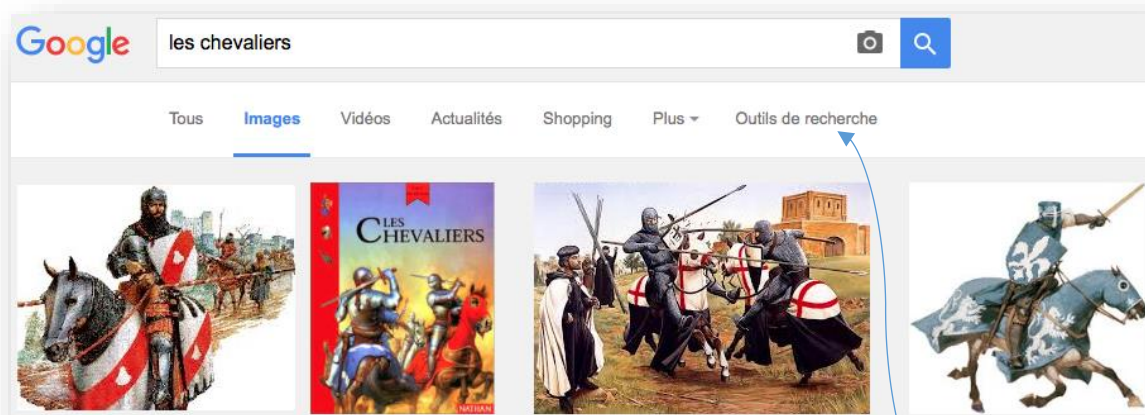 Google les chevaliers
Tous Images Vidéos Actualités Shopping Plus Outils de recherche
LES
CHEVALIERS
NATHAN